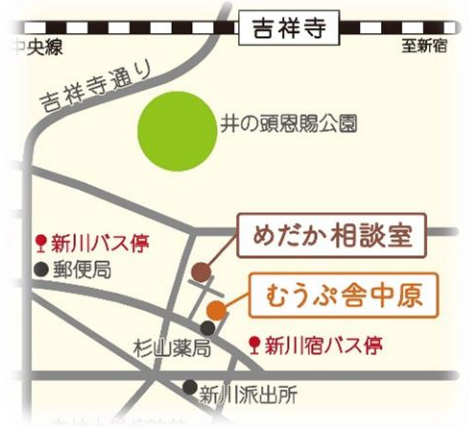 吉祥寺
中央線
至新宿
吉祥寺通り
井の頭恩賜公園
めだか相談室
新川バス停
郵便局
むうぷ舎中原
杉山薬局
新川宿バス停
新川派出所